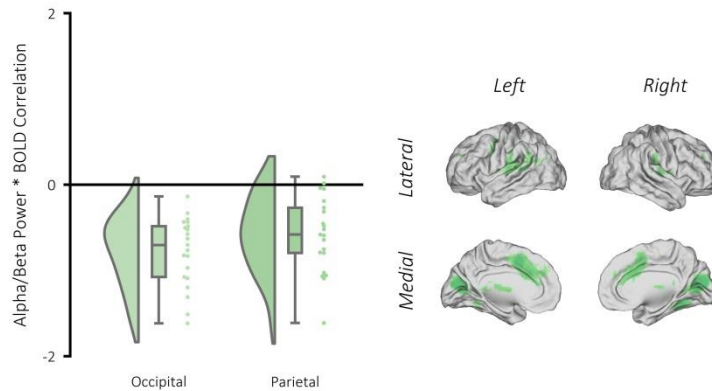 2
0
-2
Alpha/Beta Power * BOLD Correlation
Occipital
Parietal
Left
Right
Lateral
Medial